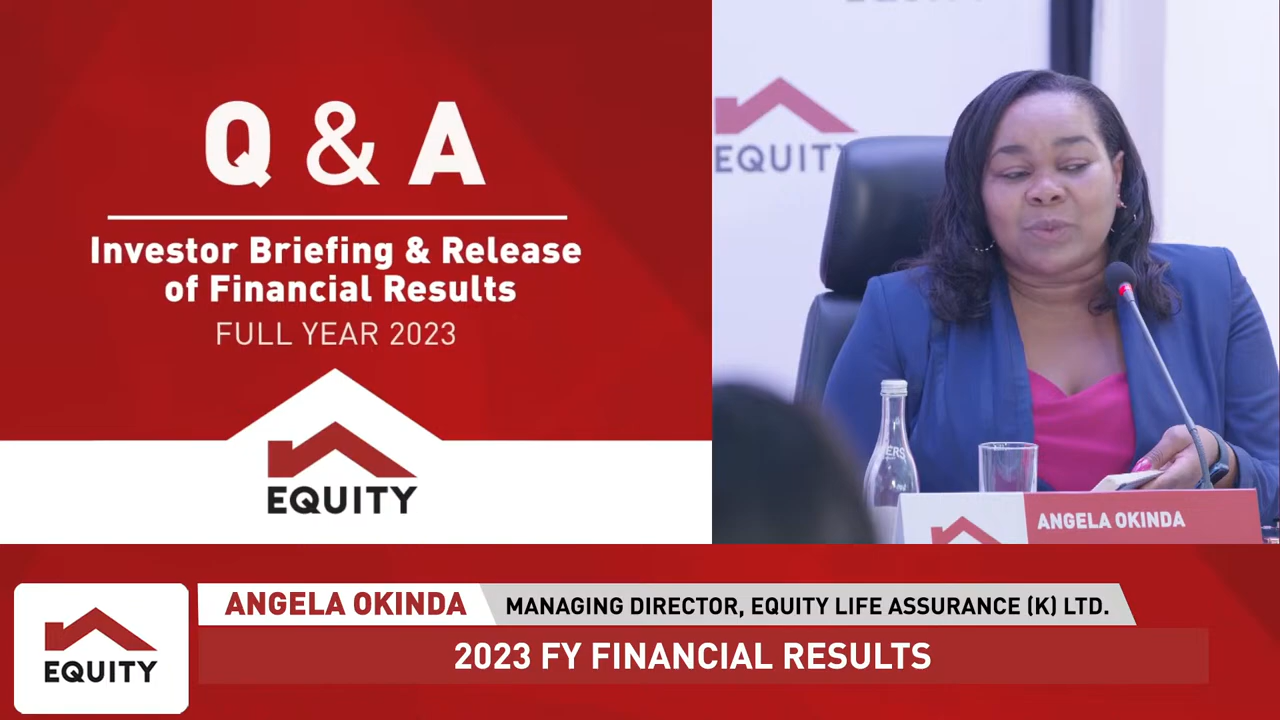 Q & A
Investor Briefing & Release
of Financial Results
FULL YEAR 2023
EQUITY
EQUITY
ANGELA OKINDA
EQUITY
ANGELA OKINDA
MANAGING DIRECTOR, EQUITY LIFE ASSURANCE (K) LTD.
2023 FY FINANCIAL RESULTS